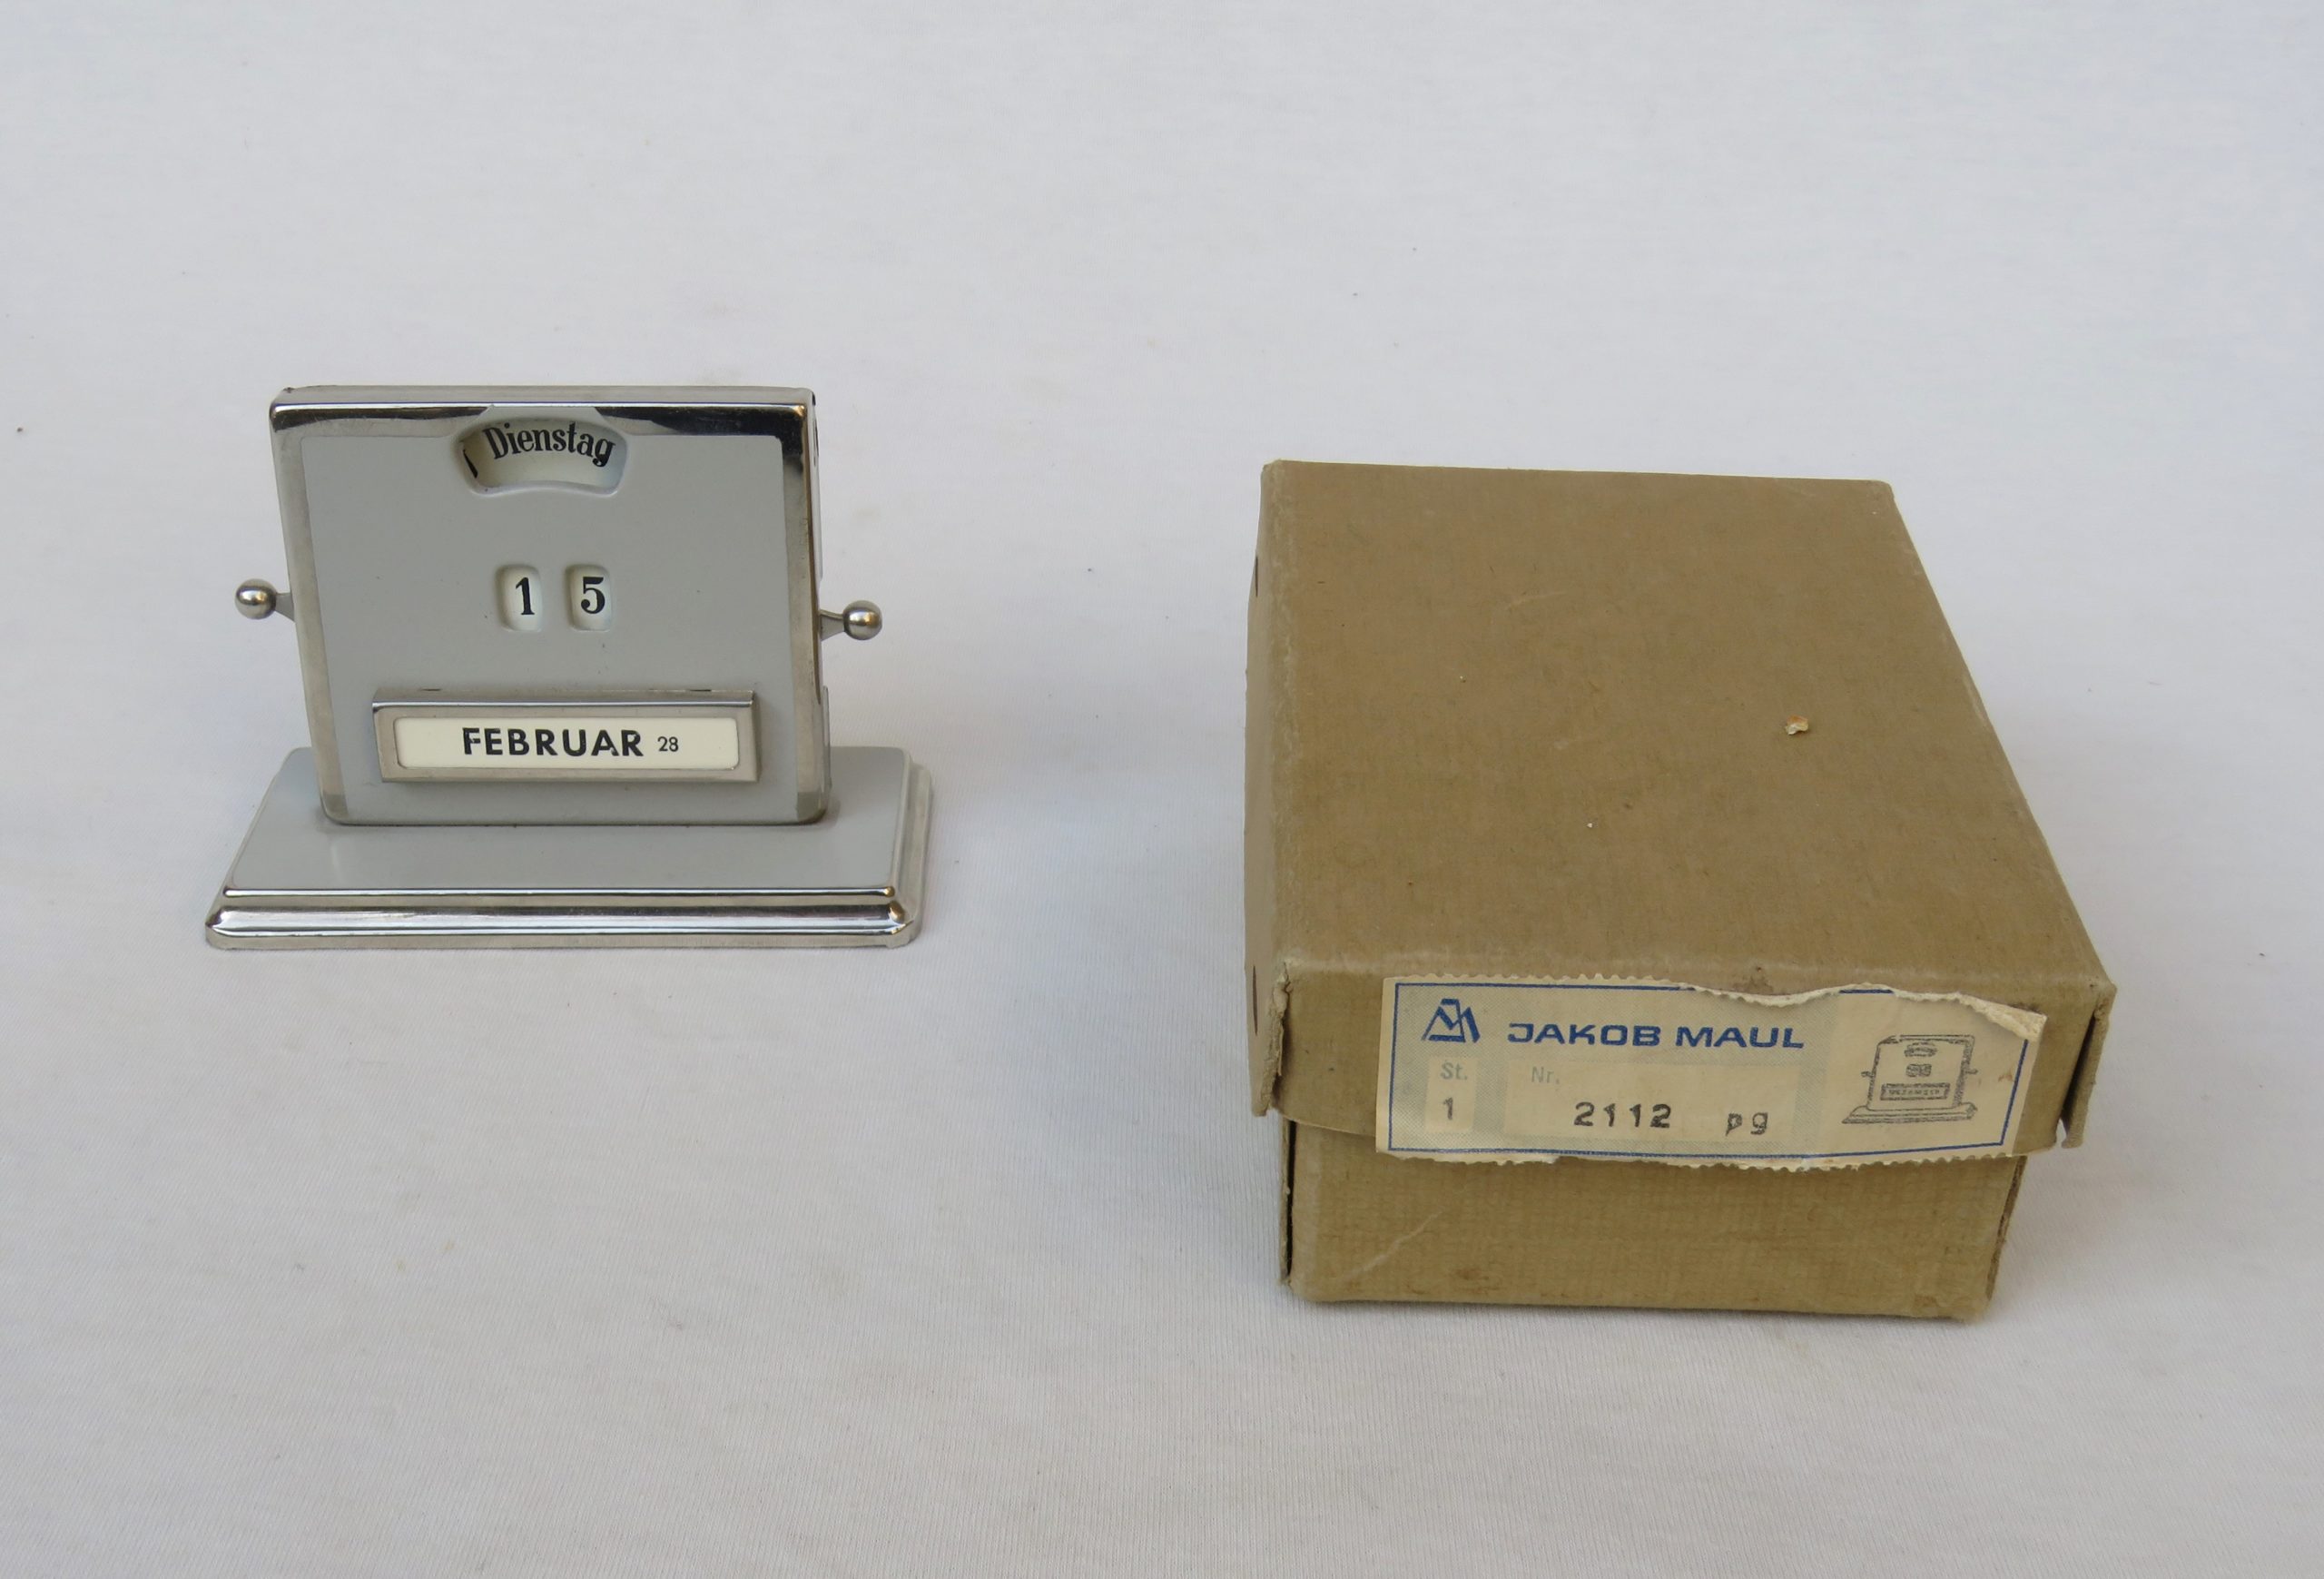 Dienstag
1 5
FEBRUAR 28
JAKOB MAUL
St. Nr.
1 2112 pg